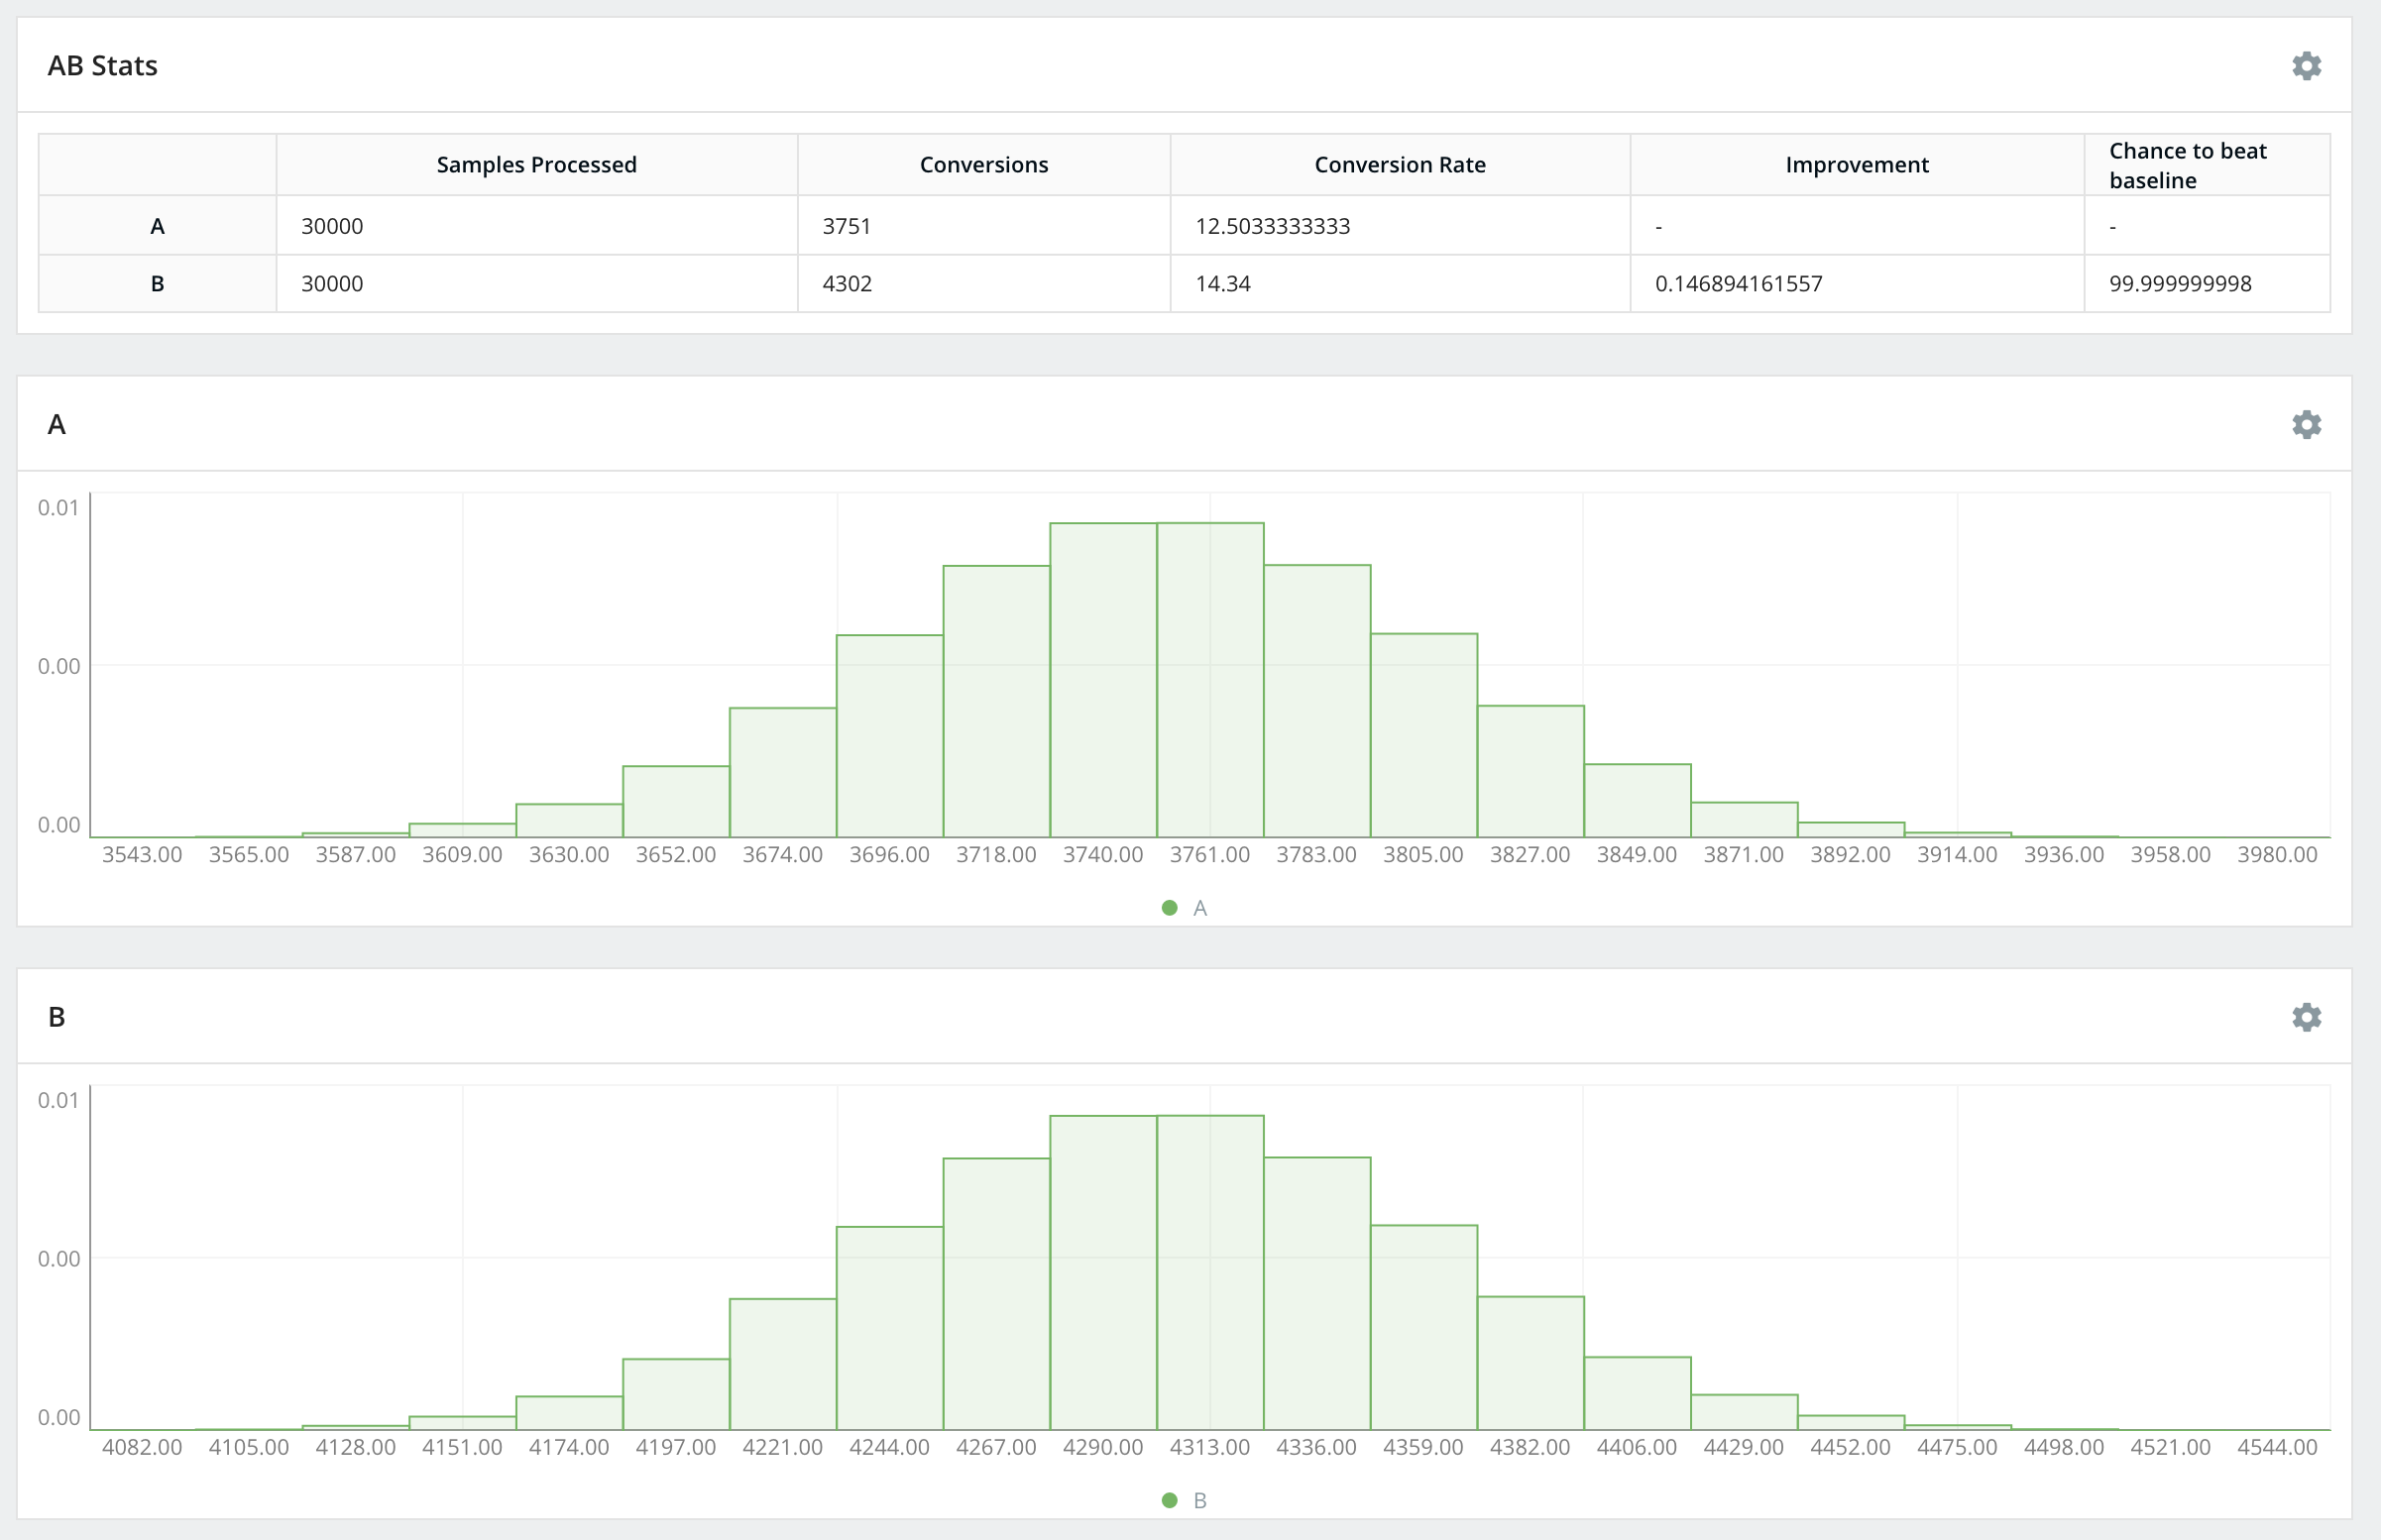 AB Stats
Samples Processed Conversions Conversion Rate Improvement Chance to beat baseline
A 30000 3751 12.5033333333 - -
B 30000 4302 14.34 0.146894161557 99.999999998
A
0.01
0.00
0.00
3543.00 3565.00 3587.00 3609.00 3630.00 3652.00 3674.00 3696.00 3718.00 3740.00 3761.00 3783.00 3805.00 3827.00 3849.00 3871.00 3892.00 3914.00 3936.00 3958.00 3980.00
A
B
0.01
0.00
0.00
4082.00 4105.00 4128.00 4151.00 4174.00 4197.00 4221.00 4244.00 4267.00 4290.00 4313.00 4336.00 4359.00 4382.00 4406.00 4429.00 4452.00 4475.00 4498.00 4521.00 4544.00
B